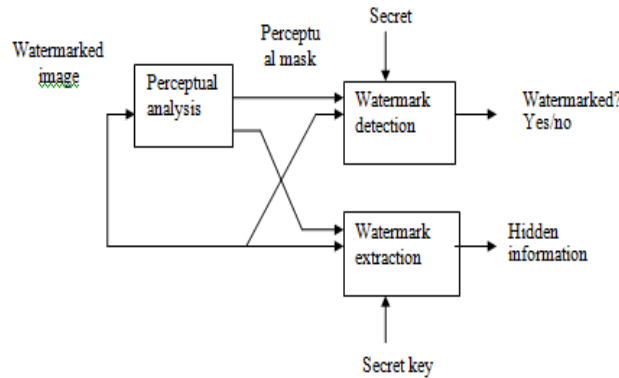 Secret
Perceptu
al mask
Watermarked
image
Perceptual
analysis
Watermark
detection
Watermarked?
Yes/no
Watermark
extraction
Hidden
information
Secret key